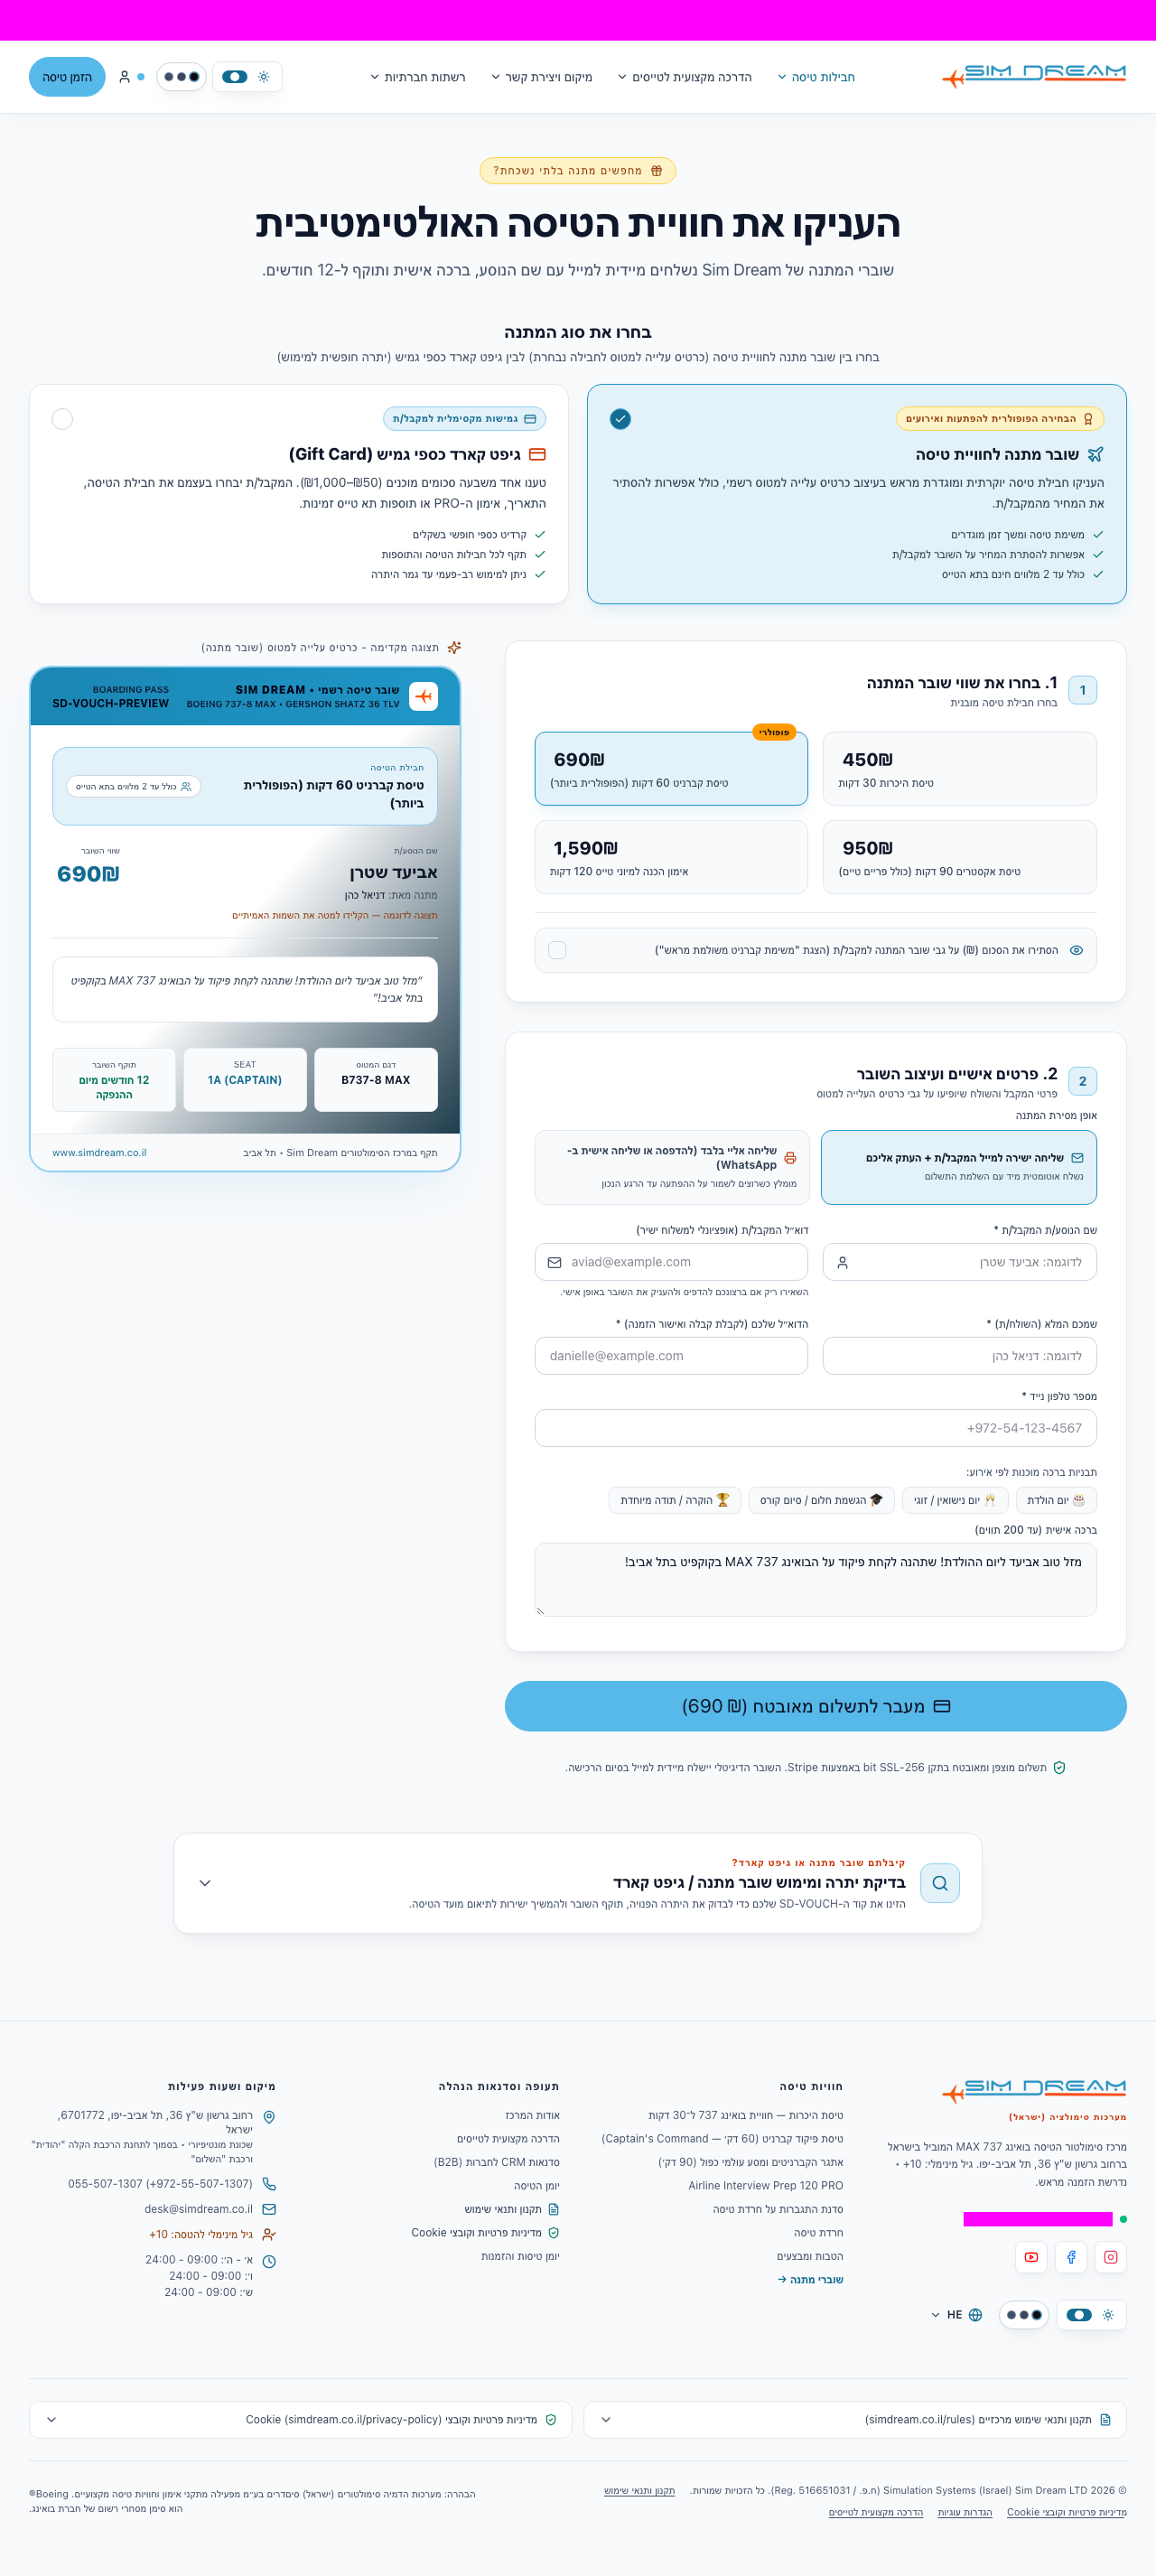 SIM DREAM
חבילות טיסה
הדרכה מקצועית לטייסים
מיקום ויצירת קשר
רשתות חברתיות
הזמן טיסה
מחפשים מתנה בלתי נשכחת?
העניקו את חוויית הטיסה האולטימטיבית
שוברי המתנה של Sim Dream נשלחים מיידית למייל עם שם הנוסע, ברכה אישית ותוקף ל-12 חודשים.
בחרו את סוג המתנה
בחרו בין שובר מתנה לחוויית טיסה (כרטיס עלייה למטוס לחבילה נבחרת) לבין גיפט קארד כספי גמיש (יתרה חופשית למימוש)
הבחירה הפופולרית להפתעות ואירועים
שובר מתנה לחוויית טיסה
העניקו חבילת טיסה יוקרתית ומוגדרת מראש בעיצוב כרטיס עלייה למטוס רשמי, כולל אפשרות להסתיר
את המחיר מהמקבל/ת.
משימת טיסה ומשך זמן מוגדרים
אפשרות להסתרת המחיר על השובר למקבל/ת
כולל עד 2 מלווים חינם בתא הטייס
גמישות מקסימלית למקבל/ת
גיפט קארד כספי גמיש (Gift Card)
טענו אחד משבעה סכומים מוכנים (₪50–₪1,000). המקבל/ת יבחרו בעצמם את חבילת הטיסה,
התאריך, אימון ה-PRO או תוספות תא טייס זמינות.
קרדיט כספי חופשי בשקלים
תקף לכל חבילות הטיסה והתוספות
ניתן למימוש רב-פעמי עד גמר היתרה
1
1. בחרו את שווי שובר המתנה
בחרו חבילת טיסה מובנית
450₪
טיסת היכרות 30 דקות
פופולרי
690₪
טיסת קברניט 60 דקות (הפופולרית ביותר)
950₪
טיסת אקסטרים 90 דקות (כולל פריים טיים)
1,590₪
אימון הכנה למיוני טייס 120 דקות
הסתירו את הסכום (₪) על גבי שובר המתנה למקבל/ת (הצגת "משימת קברניט משולמת מראש")
תצוגה מקדימה - כרטיס עלייה למטוס (שובר מתנה)
שובר טיסה רשמי • SIM DREAM
BOEING 737-8 MAX • GERSHON SHATZ 36 TLV
BOARDING PASS
SD-VOUCH-PREVIEW
חבילת הטיסה
טיסת קברניט 60 דקות (הפופולרית
ביותר)
כולל עד 2 מלווים בתא הטייס
שם הנוסע/ת
אביעד שטרן
מתנה מאת: דניאל כהן
תצוגה לדוגמה — הקלידו למטה את השמות האמיתיים
שווי השובר
690₪
"מזל טוב אביעד ליום ההולדת! שתהנה לקחת פיקוד על הבואינג 737 MAX בקוקפיט
בתל אביב!"
דגם המטוס
B737-8 MAX
SEAT
1A (CAPTAIN)
תוקף השובר
12 חודשים מיום
ההנפקה
תקף במרכז הסימולטורים Sim Dream • תל אביב
www.simdream.co.il
2
2. פרטים אישיים ועיצוב השובר
פרטי המקבל והשולח שיופיעו על גבי כרטיס העלייה למטוס
אופן מסירת המתנה
שליחה ישירה למייל המקבל/ת + העתק אליכם
נשלח אוטומטית מיד עם השלמת התשלום
שליחה אליי בלבד (להדפסה או שליחה אישית ב-
WhatsApp)
מומלץ כשרוצים לשמור על ההפתעה עד הרגע הנכון
שם הנוסע/ת המקבל/ת *
לדוגמה: אביעד שטרן
דוא״ל המקבל/ת (אופציונלי למשלוח ישיר)
aviad@example.com
השאירו ריק אם ברצונכם להדפיס ולהעניק את השובר באופן אישי.
שמכם המלא (השולח/ת) *
לדוגמה: דניאל כהן
הדוא״ל שלכם (לקבלת קבלה ואישור הזמנה) *
danielle@example.com
מספר טלפון נייד *
+972-54-123-4567
תבניות ברכה מוכנות לפי אירוע:
🎂 יום הולדת
🥂 יום נישואין / זוגי
🎓 הגשמת חלום / סיום קורס
🏆 הוקרה / תודה מיוחדת
ברכה אישית (עד 200 תווים)
מזל טוב אביעד ליום ההולדת! שתהנה לקחת פיקוד על הבואינג 737 MAX בקוקפיט בתל אביב!
מעבר לתשלום מאובטח (₪ 690)
תשלום מוצפן ומאובטח בתקן 256-bit SSL באמצעות Stripe. השובר הדיגיטלי יישלח מיידית למייל בסיום הרכישה.
קיבלתם שובר מתנה או גיפט קארד?
בדיקת יתרה ומימוש שובר מתנה / גיפט קארד
הזינו את קוד ה-SD-VOUCH שלכם כדי לבדוק את היתרה הפנויה, תוקף השובר ולהמשיך ישירות לתיאום מועד הטיסה.
SIM DREAM
מערכות סימולציה (ישראל)
מרכז סימולטור הטיסה בואינג 737 MAX המוביל בישראל
ברחוב גרשון ש"ץ 36, תל אביב-יפו. גיל מינימלי: 10+ •
נדרשת הזמנה מראש.
HE
חוויות טיסה
טיסת היכרות — חוויית בואינג 737 ל־30 דקות
טיסת פיקוד קברניט (60 דק׳ — Captain's Command)
אתגר הקברניטים ומסע עולמי כפול (90 דק׳)
Airline Interview Prep 120 PRO
סדנת התגברות על חרדת טיסה
חרדת טיסה
הטבות ומבצעים
שוברי מתנה →
תעופה וסדנאות הנהלה
אודות המרכז
הדרכה מקצועית לטייסים
סדנאות CRM לחברות (B2B)
יומן הטיסה
תקנון ותנאי שימוש
מדיניות פרטיות וקובצי Cookie
יומן טיסות והזמנות
מיקום ושעות פעילות
רחוב גרשון ש"ץ 36, תל אביב-יפו, 6701772,
ישראל
שכונת מונטיפיורי • בסמוך לתחנת הרכבת הקלה "יהודית"
ורכבת "השלום"
055-507-1307 (+972-55-507-1307)
desk@simdream.co.il
גיל מינימלי להטסה: 10+
א׳ - ה׳: 09:00 - 24:00
ו׳: 09:00 - 24:00
ש׳: 09:00 - 24:00
תקנון ותנאי שימוש מרכזיים (simdream.co.il/rules)
מדיניות פרטיות וקובצי Cookie (simdream.co.il/privacy-policy)
© 2026 Simulation Systems (Israel) Sim Dream LTD (ח.פ. / Reg. 516651031). כל הזכויות שמורות.
תקנון ותנאי שימוש
מדיניות פרטיות וקובצי Cookie
הגדרות עוגיות
הדרכה מקצועית לטייסים
הבהרה: מערכות הדמיה סימולטורים (ישראל) סימדרים בע״מ מפעילה מתקני אימון וחוויות טיסה מקצועיים. Boeing®
הוא סימן מסחרי רשום של חברת בואינג.